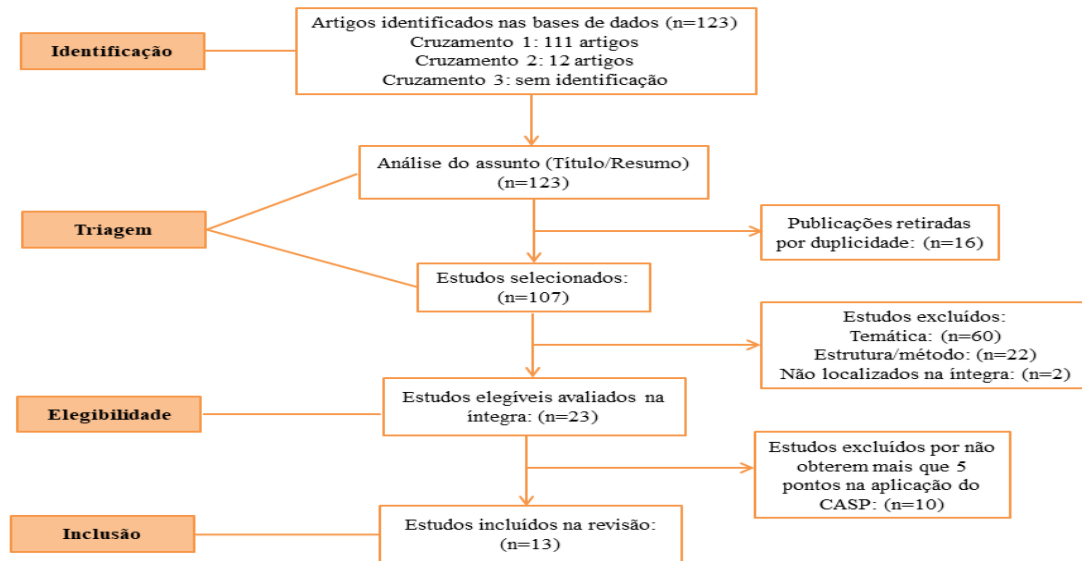 Artigos identificados nas bases de dados (n=123)
Cruzamento 1: 111 artigos
Cruzamento 2: 12 artigos
Cruzamento 3: sem identificação
Identificação
Análise do assunto (Título/Resumo)
(n=123)
Triagem
Publicações retiradas
por duplicidade: (n=16)
Estudos selecionados:
(n=107)
Estudos excluídos:
Temática: (n=60)
Estrutura/método: (n=22)
Não localizados na íntegra: (n=2)
Elegibilidade
Estudos elegíveis avaliados na
íntegra: (n=23)
Estudos excluídos por não
obterem mais que 5
pontos na aplicação do
CASP: (n=10)
Inclusão
Estudos incluídos na revisão:
(n=13)